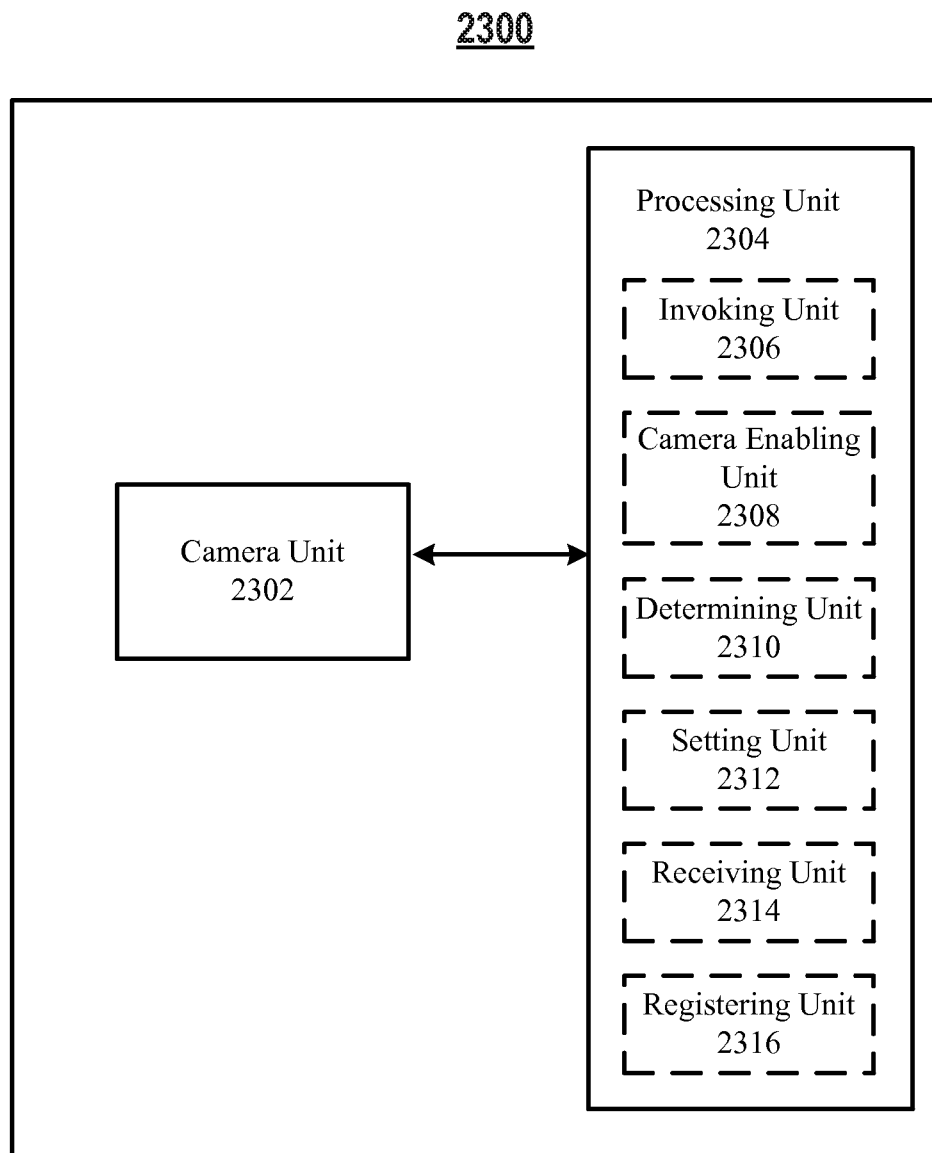 2300
Processing Unit
2304
Invoking Unit
2306
Camera Enabling
Unit
2308
Camera Unit
2302
Determining Unit
2310
Setting Unit
2312
Receiving Unit
2314
Registering Unit
2316